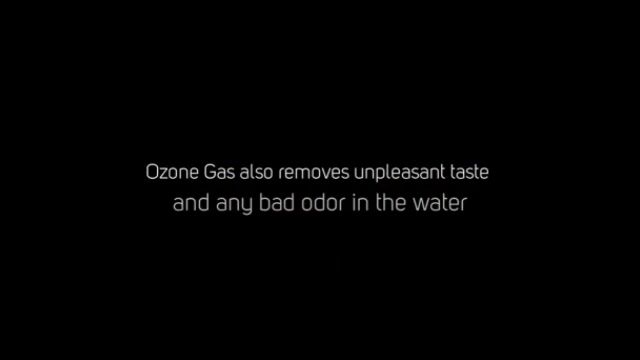 Ozone Gas also removes unpleasant taste
and any bad odor in the water